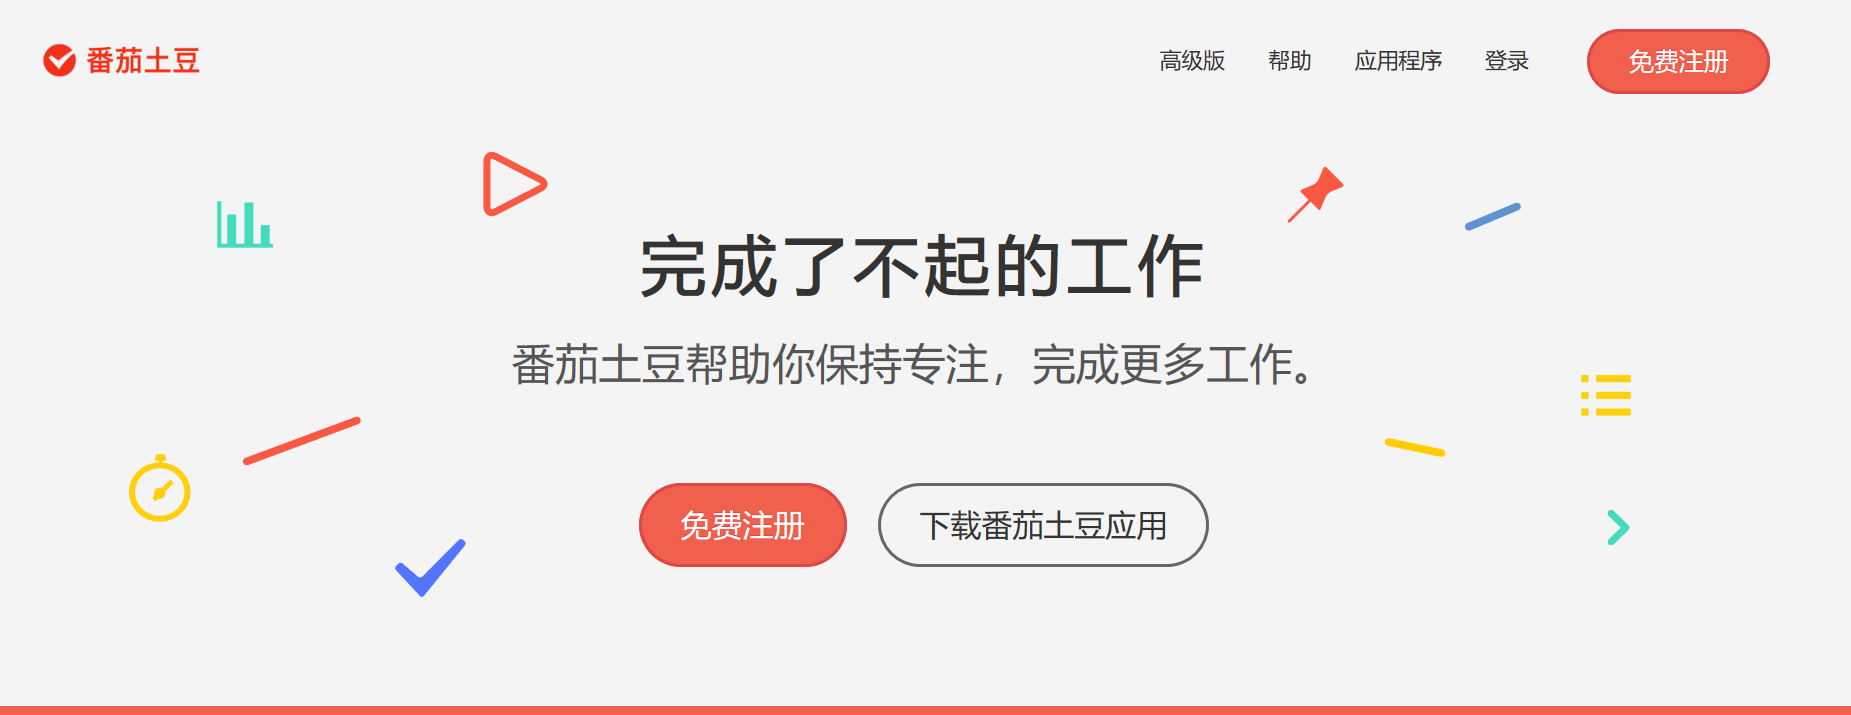 番茄土豆
高级版 帮助 应用程序 登录 免费注册
完成了不起的工作
番茄土豆帮助你保持专注，完成更多工作。
免费注册 下载番茄土豆应用